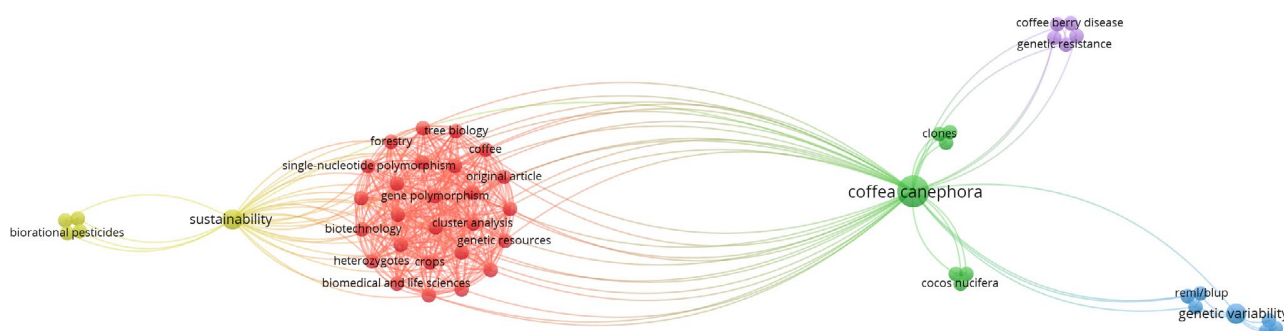 coffee berry disease
genetic resistance
tree biology
forestry
clones
coffee
single-nucleotide polymorphism
original article
gene polymorphism
coffea canephora
sustainability
cluster analysis
biotechnology
biorational pesticides
genetic resources
heterozygotes
crops
biomedical and life sciences
cocos nucifera
reml/blup
genetic variability